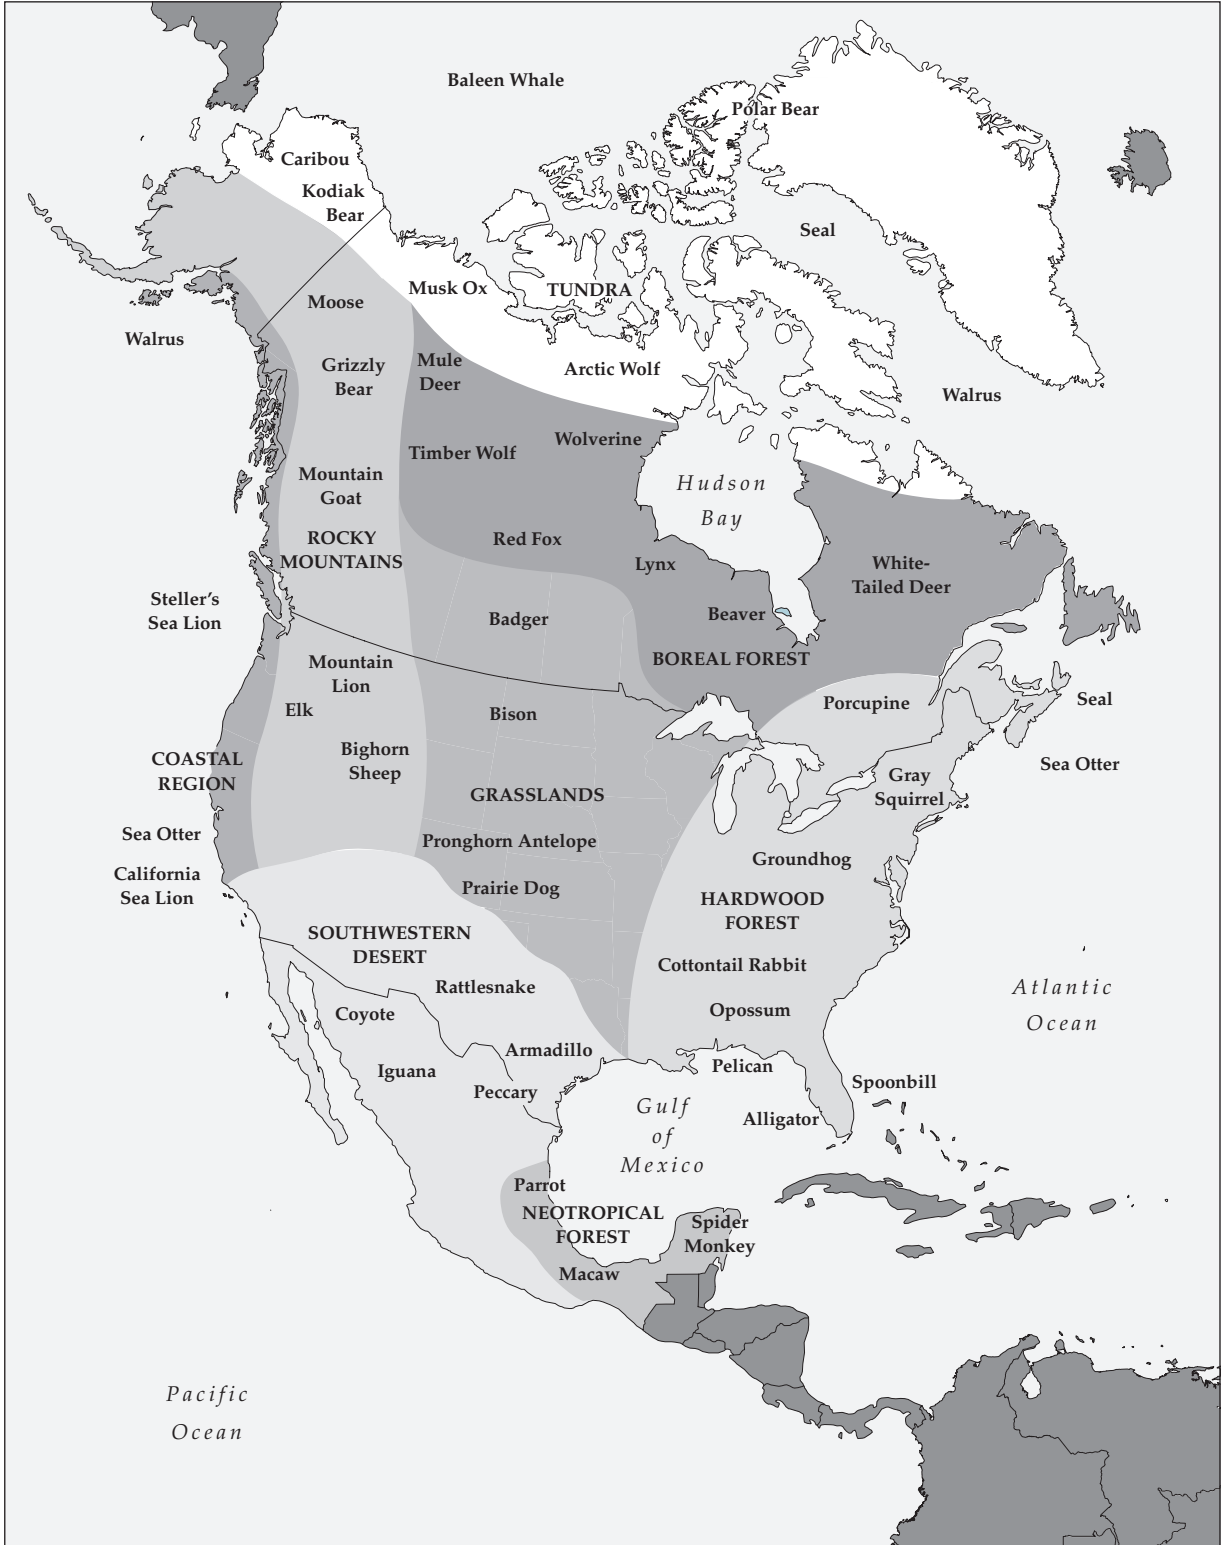 Baleen Whale
Polar Bear
Caribou
Kodiak
Bear
Seal
Musk Ox
TUNDRA
Moose
Walrus
Arctic Wolf
Grizzly
Bear
Mule
Deer
Walrus
Timber Wolf
Wolverine
Mountain
Goat
Hudson
Bay
ROCKY
MOUNTAINS
Red Fox
Lynx
White-
Tailed Deer
Steller's
Sea Lion
Badger
Beaver
BOREAL FOREST
Mountain
Lion
Elk
Bison
Porcupine
Seal
COASTAL
REGION
Bighorn
Sheep
GRASSLANDS
Gray
Squirrel
Sea Otter
Sea Otter
Pronghorn Antelope
Groundhog
California
Sea Lion
Prairie Dog
HARDWOOD
FOREST
SOUTHWESTERN
DESERT
Cottontail Rabbit
Rattlesnake
Atlantic
Ocean
Coyote
Opossum
Armadillo
Iguana
Pelican
Peccary
Spoonbill
Gulf
of
Mexico
Alligator
Parrot
NEOTROPICAL
FOREST
Spider
Monkey
Macaw
Pacific
Ocean